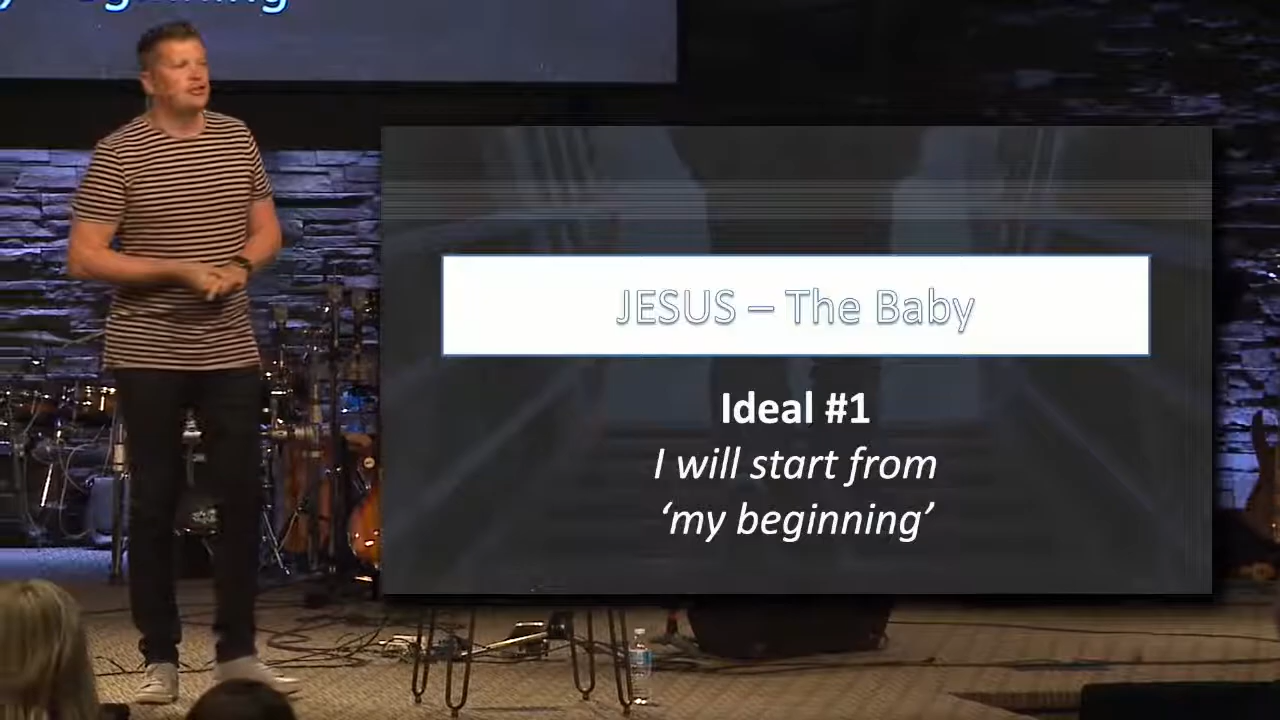 JESUS – The Baby
Ideal #1
I will start from
‘my beginning’